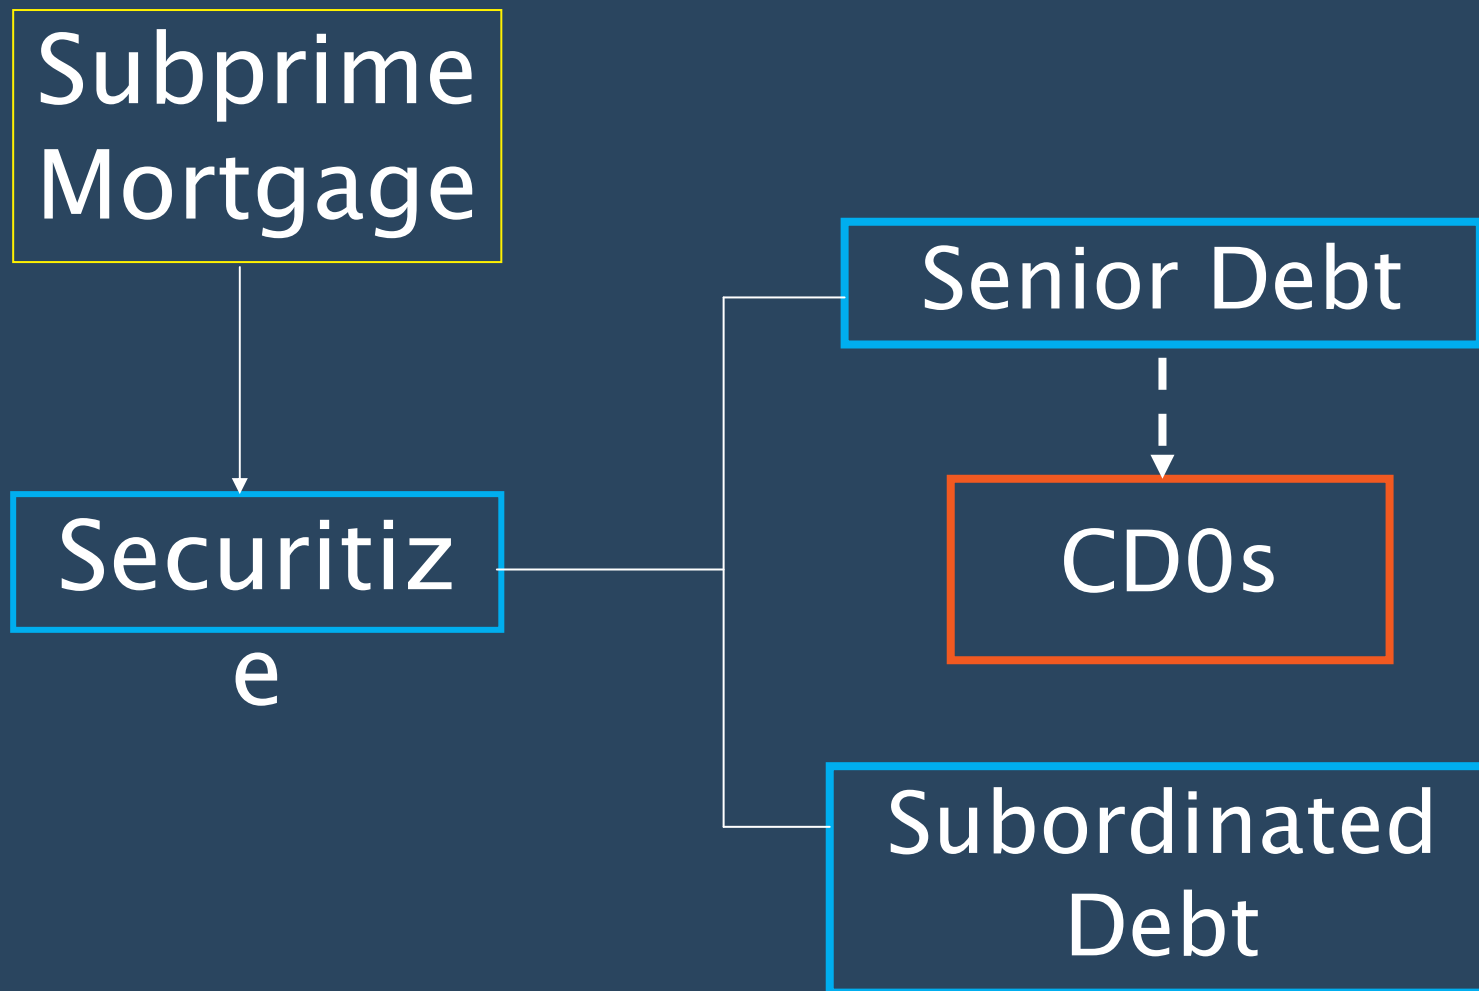 Subprime
Mortgage
Senior Debt
Securitiz
e
CD0s
Subordinated
Debt